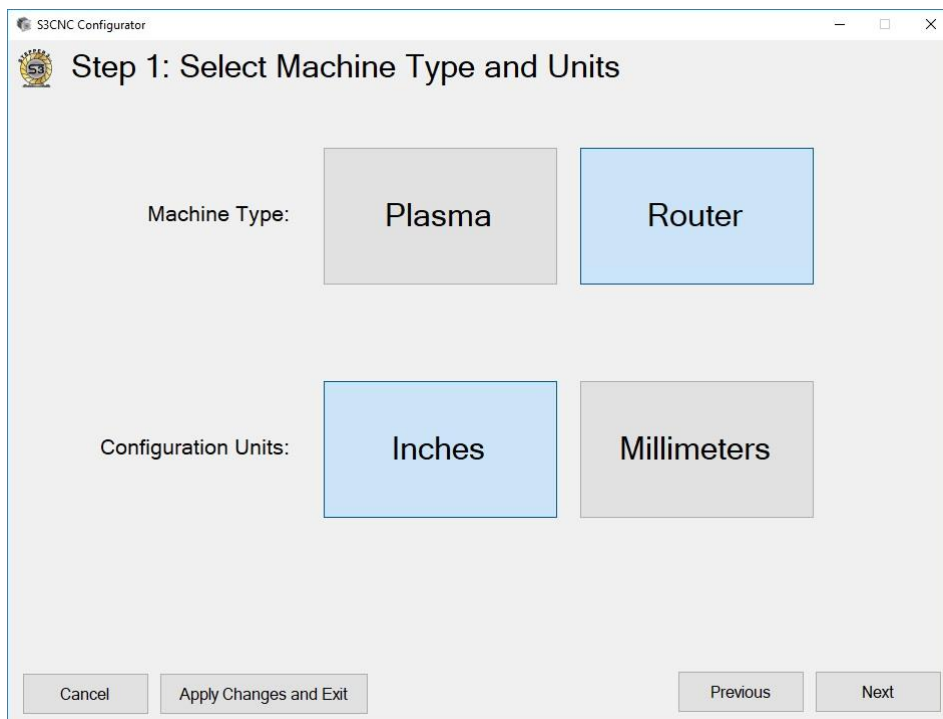 S3CNC Configurator
Step 1: Select Machine Type and Units
Machine Type:
Plasma
Router
Configuration Units:
Inches
Millimeters
Cancel
Apply Changes and Exit
Previous
Next